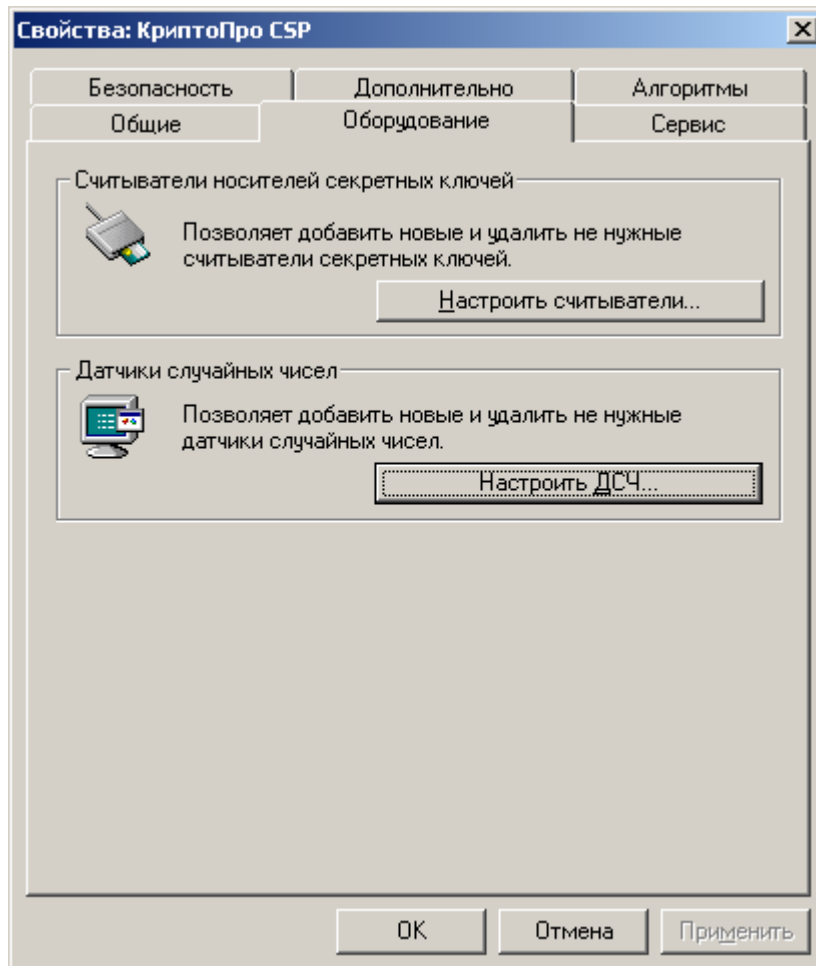 Свойства: КриптоПро CSP
Безопасность Дополнительно Алгоритмы
Общие Оборудование Сервис
Считыватели носителей секретных ключей
Позволяет добавить новые и удалить не нужные
считыватели секретных ключей.
Настроить считыватели...
Датчики случайных чисел
Позволяет добавить новые и удалить не нужные
датчики случайных чисел.
Настроить ДСЧ...
OK Отмена Применить